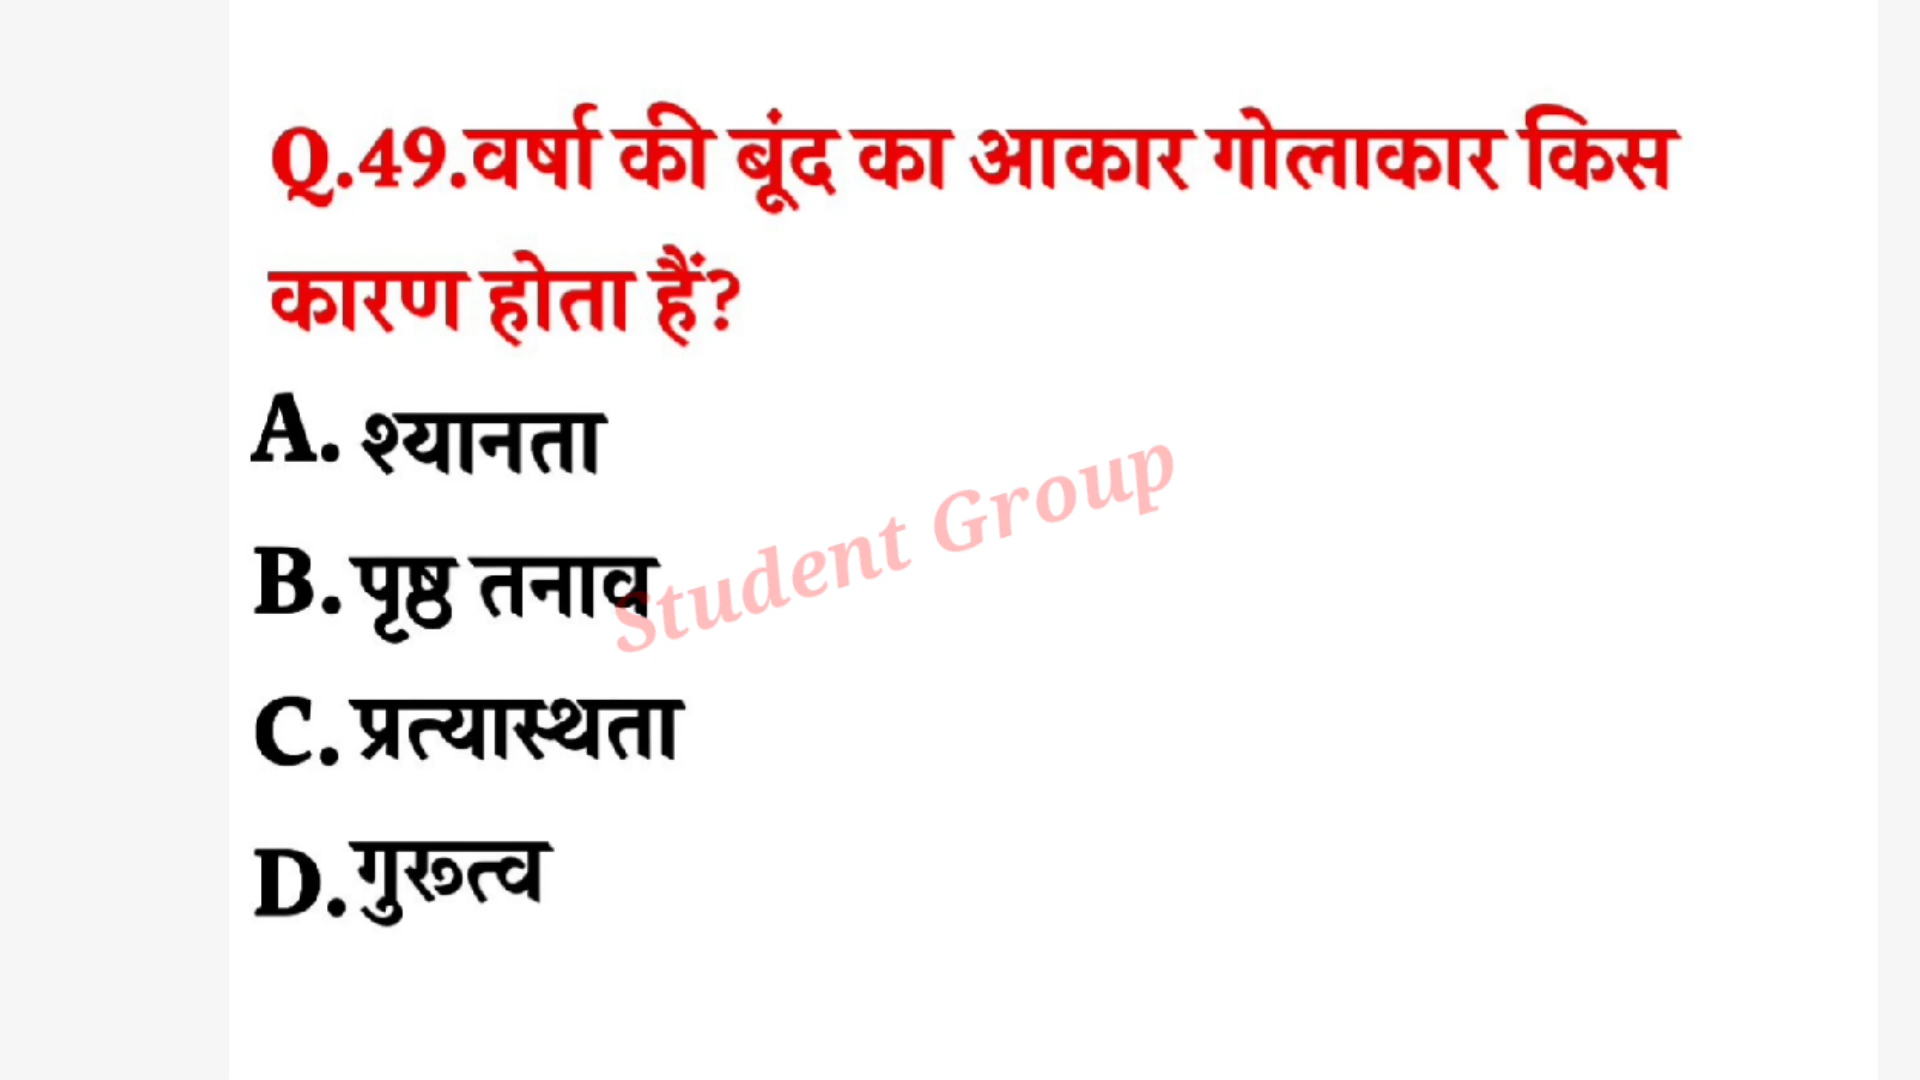 Q.49.वर्षा की बूंद का आकार गोलाकार किस
कारण होता हैं?
A. श्यानता
B. पृष्ठ तनाव
Student Group
C. प्रत्यास्थता
D. गुरूत्व